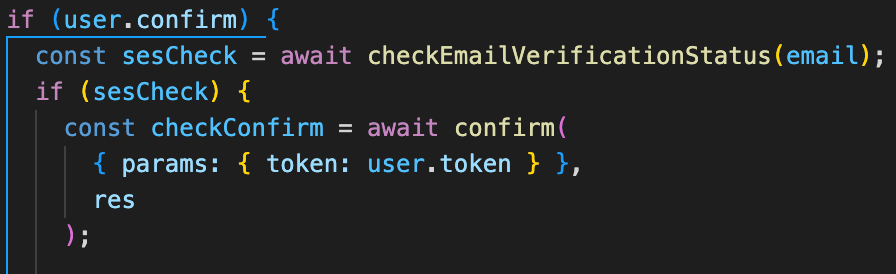 if (user.confirm) {
const sesCheck = await checkEmailVerificationStatus(email);
if (sesCheck) {
const checkConfirm = await confirm(
{ params: { token: user.token } },
res
);